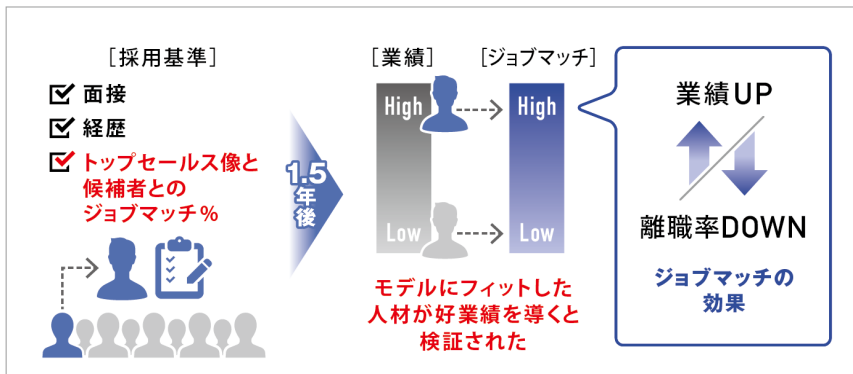 [採用基準]
面接
経歴
トップセールス像と
候補者との
ジョブマッチ%
1.5
年後
[業績]
[ジョブマッチ]
High
High
Low
Low
モデルにフィットした
人材が好業績を導くと
検証された
業績UP
離職率DOWN
ジョブマッチの
効果